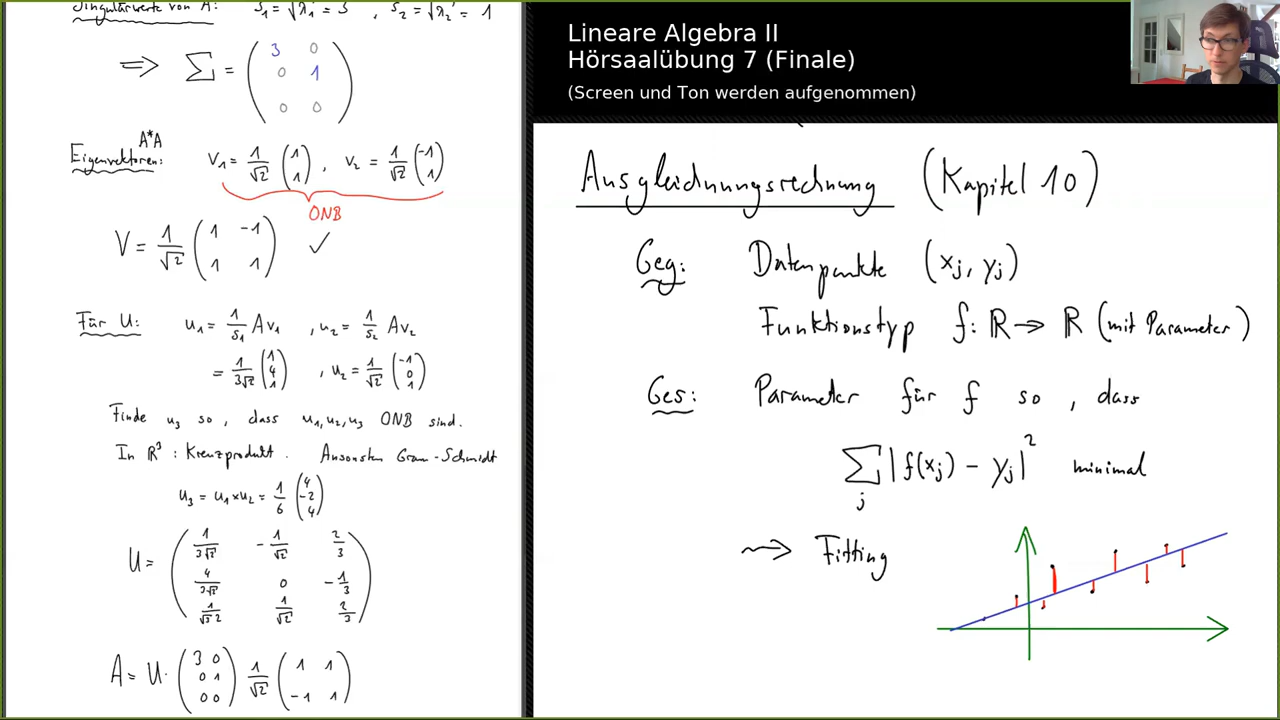 Singulärwerte von A: s₁ = √λ₁ = 3 , s₂ = √λ₂ = 1
⟹ Σ = ( 3 0
0 1
0 0 )
A*A
Eigenvektoren: v₁ = 1/√2 ( 1 1 ) , v₂ = 1/√2 ( -1 1 )
ONB
V = 1/√2 ( 1 -1
1 1 ) ✓
Für U: u₁ = 1/s₁ Av₁ , u₂ = 1/s₂ Av₂
= 1/3√2 ( 1 4 1 ) , u₂ = 1/√2 ( -1 0 1 )
Finde u₃ so, dass u₁, u₂, u₃ ONB sind.
In ℝ³: Kreuzprodukt. Ansonsten Gram-Schmidt
u₃ = u₁ × u₂ = 1/6 ( 4 -2 4 )
U = ( 1/3√2 -1/√2 2/3
4/3√2 0 -1/3
1/√3 2 1/√2 2/3 )
A = U · ( 3 0
0 1
0 0 ) 1/√2 ( 1 1
-1 1 )
Lineare Algebra II
Hörsaalübung 7 (Finale)
(Screen und Ton werden aufgenommen)
Ausgleichnungsrechnung (Kapitel 10)
Geg: Datenpunkte (xⱼ, yⱼ)
Funktionstyp f: ℝ → ℝ (mit Parameter)
Ges: Parameter für f so, dass
∑ⱼ |f(xⱼ) - yⱼ|² minimal
⇝ Fitting